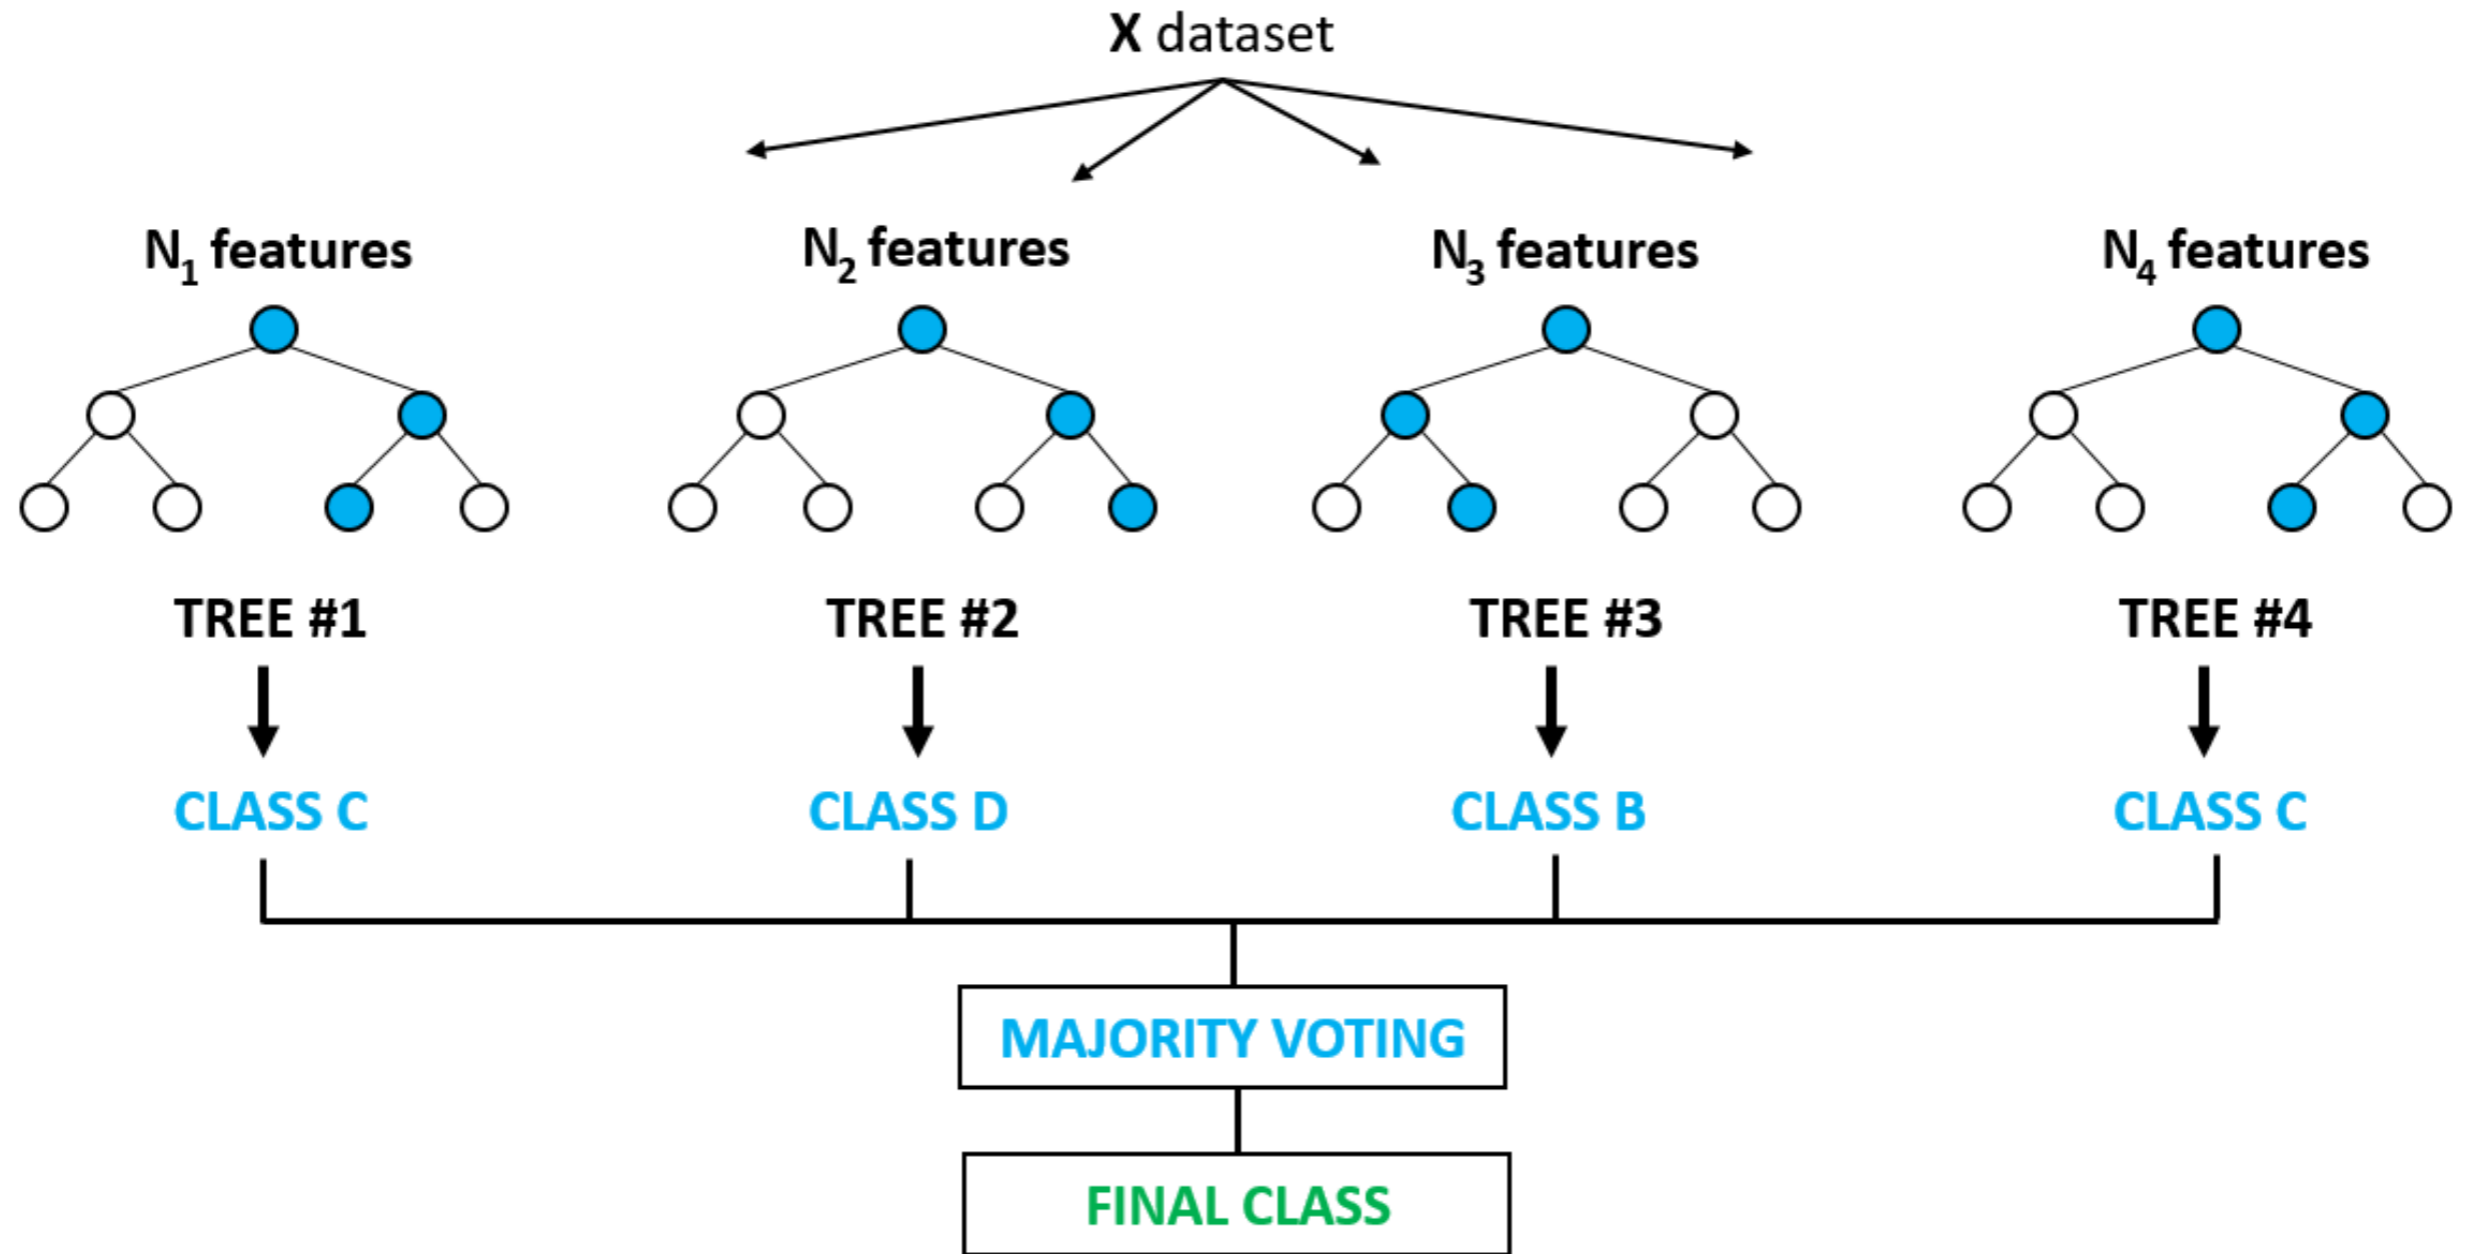 X dataset
N₁ features
N₂ features
N₃ features
N₄ features
TREE #1
TREE #2
TREE #3
TREE #4
CLASS C
CLASS D
CLASS B
CLASS C
MAJORITY VOTING
FINAL CLASS